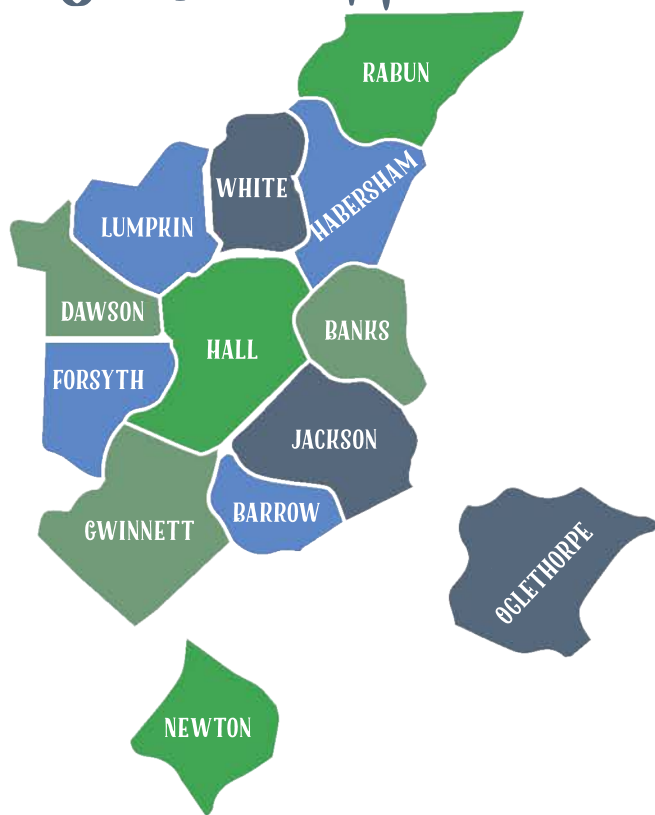 RABUN
WHITE
HABERSHAM
LUMPKIN
DAWSON
BANKS
HALL
FORSYTH
JACKSON
BARROW
GWINNETT
OGLETHORPE
NEWTON